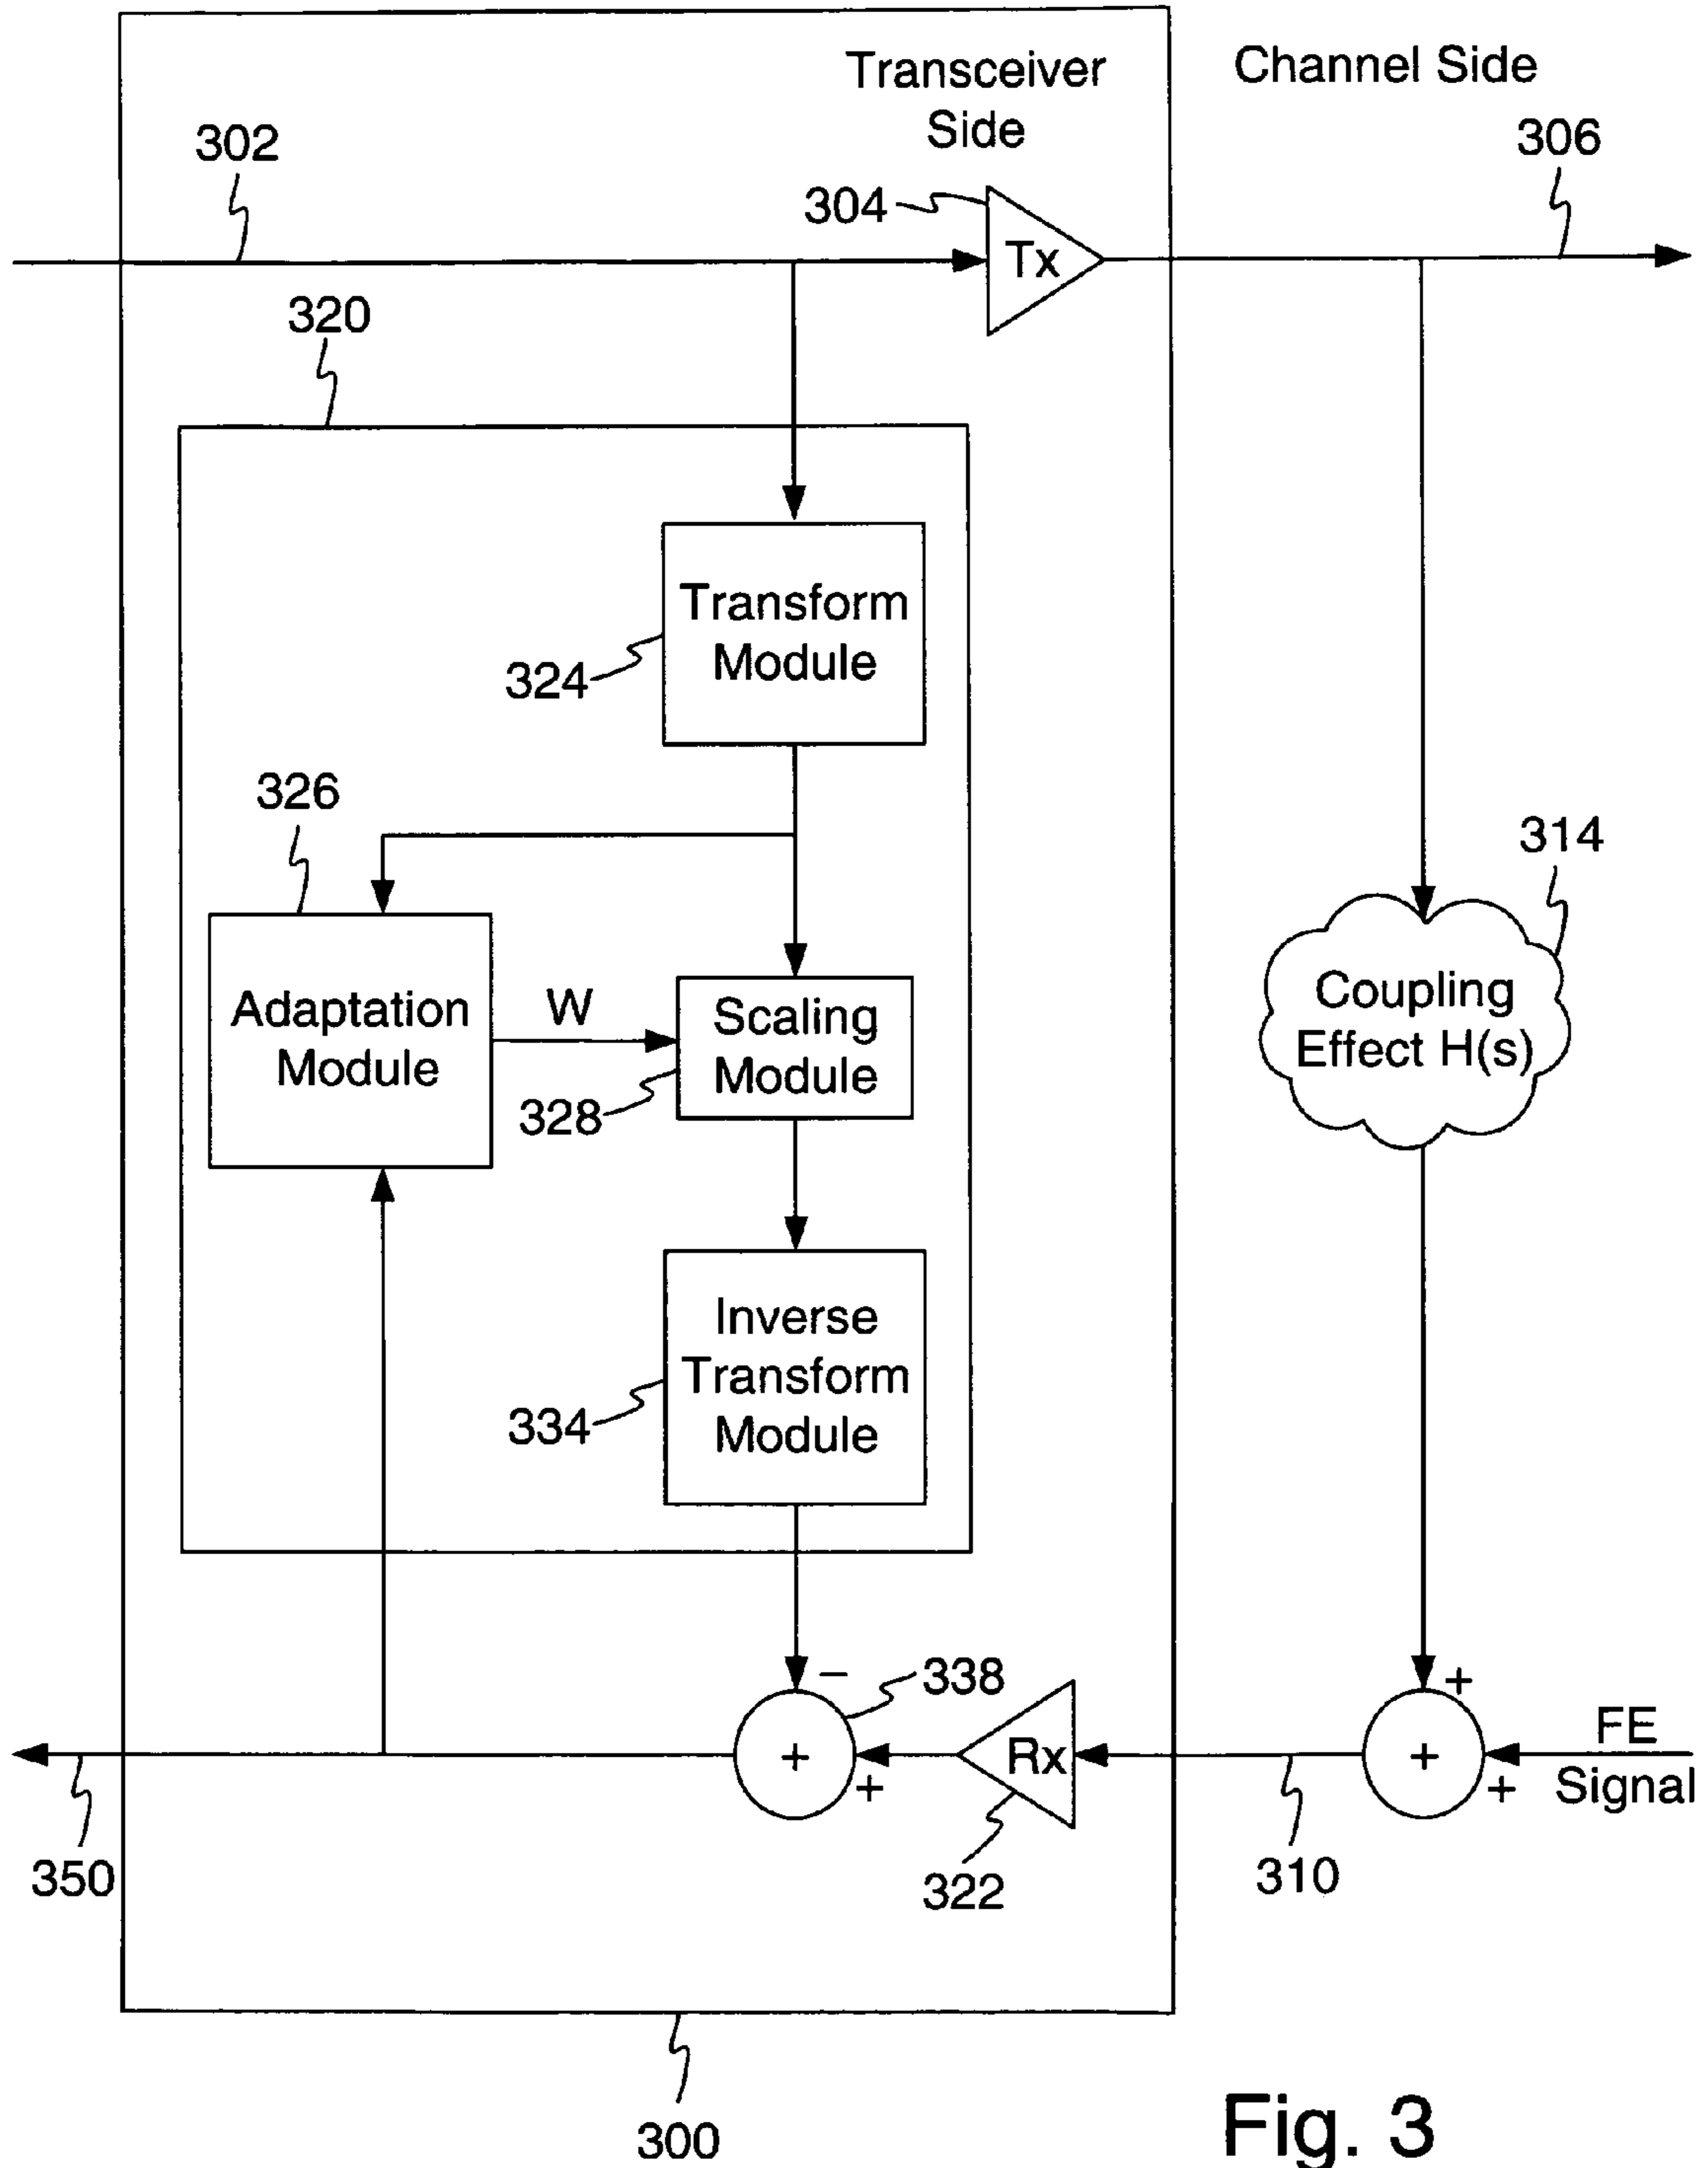 Transceiver
Side
Channel Side
302
306
304
Tx
320
Transform
Module
324
326
314
Adaptation
Module
W
Scaling
Module
328
Coupling
Effect H(s)
Inverse
Transform
Module
334
−
338
+
FE
+
Rx
+
+
+
Signal
350
322
310
300
Fig. 3